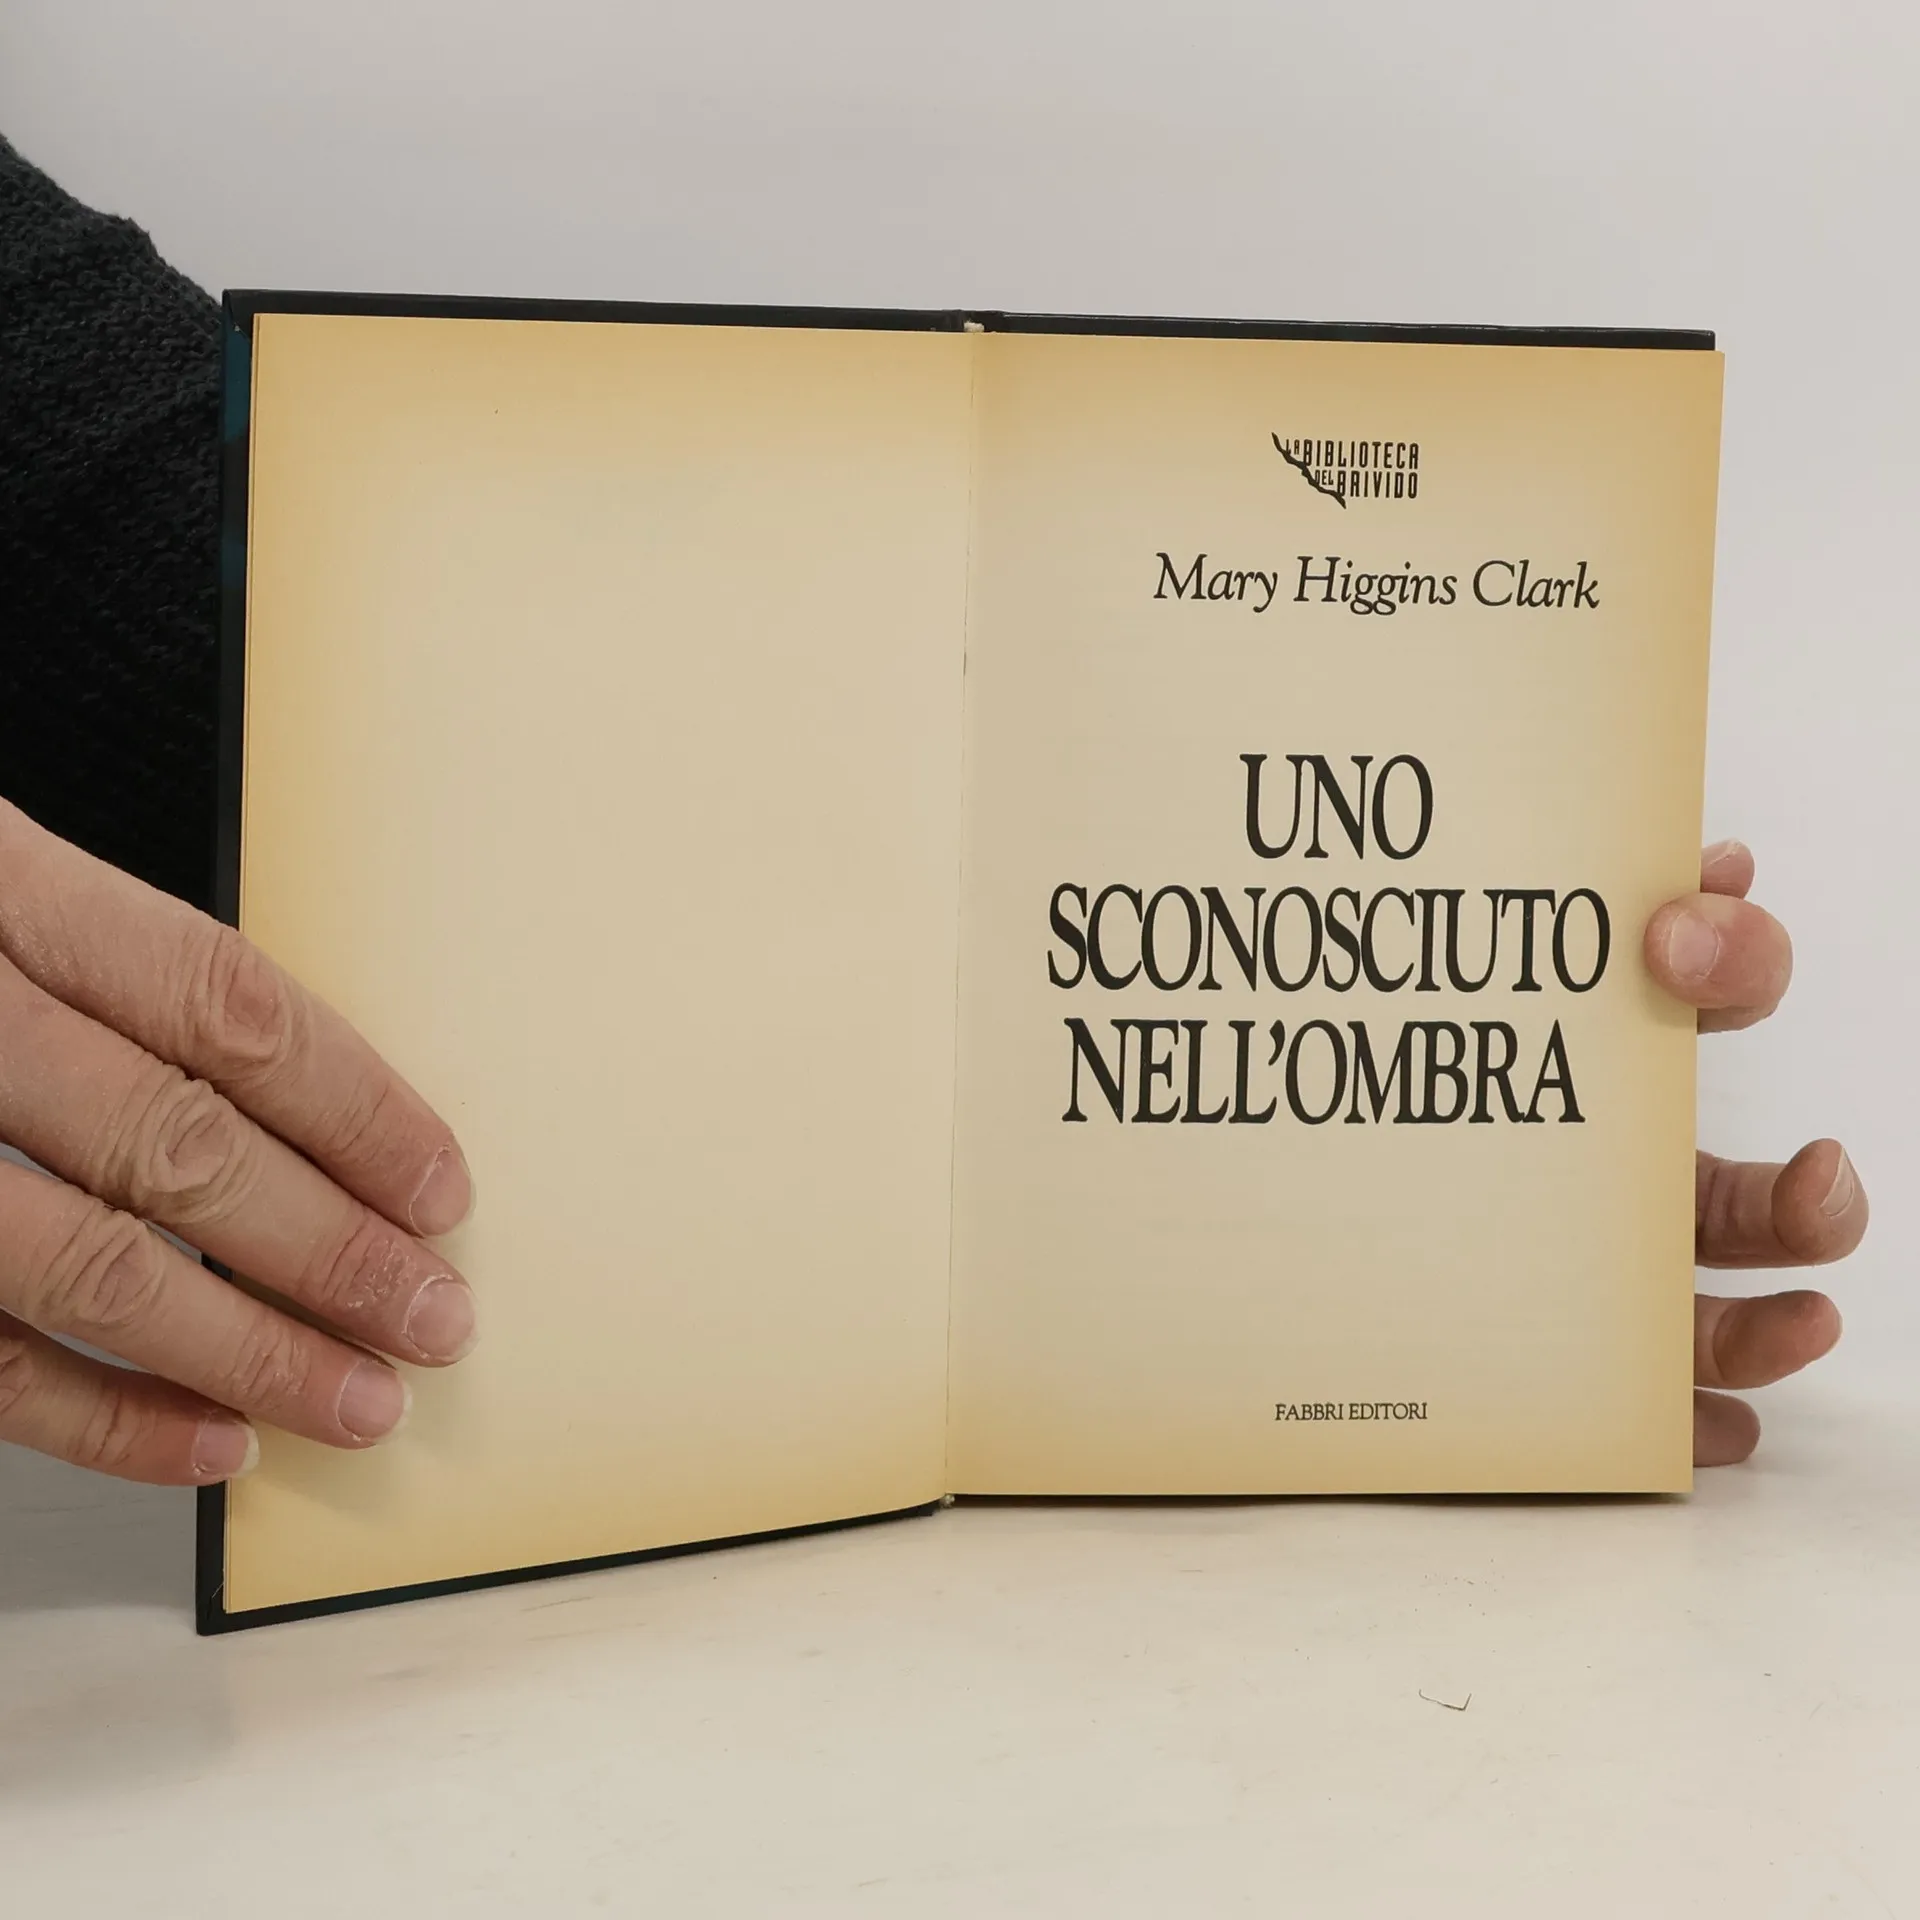 LA BIBLIOTECA
DEL BRIVIDO
Mary Higgins Clark
UNO
SCONOSCIUTO
NELL'OMBRA
FABBRI EDITORI